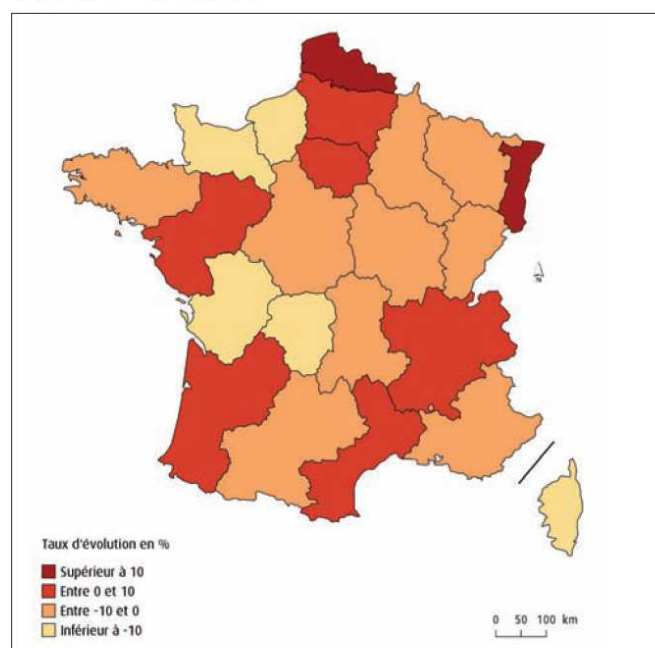 Taux d'évolution en %
Supérieur à 10
Entre 0 et 10
Entre -10 et 0
Inférieur à -10
0 50 100 km